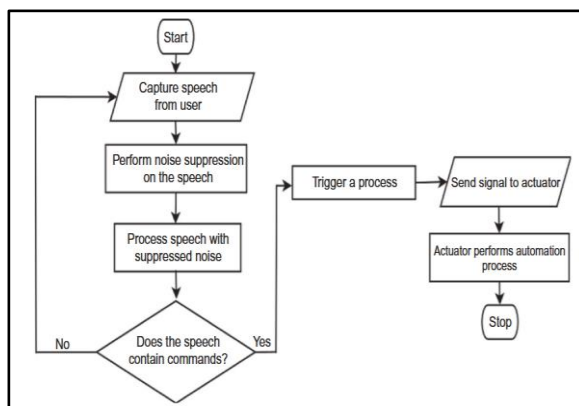 Start
Capture speech
from user
Perform noise suppression
on the speech
Process speech with
suppressed noise
Does the speech
contain commands?
No
Yes
Trigger a process
Send signal to actuator
Actuator performs automation
process
Stop